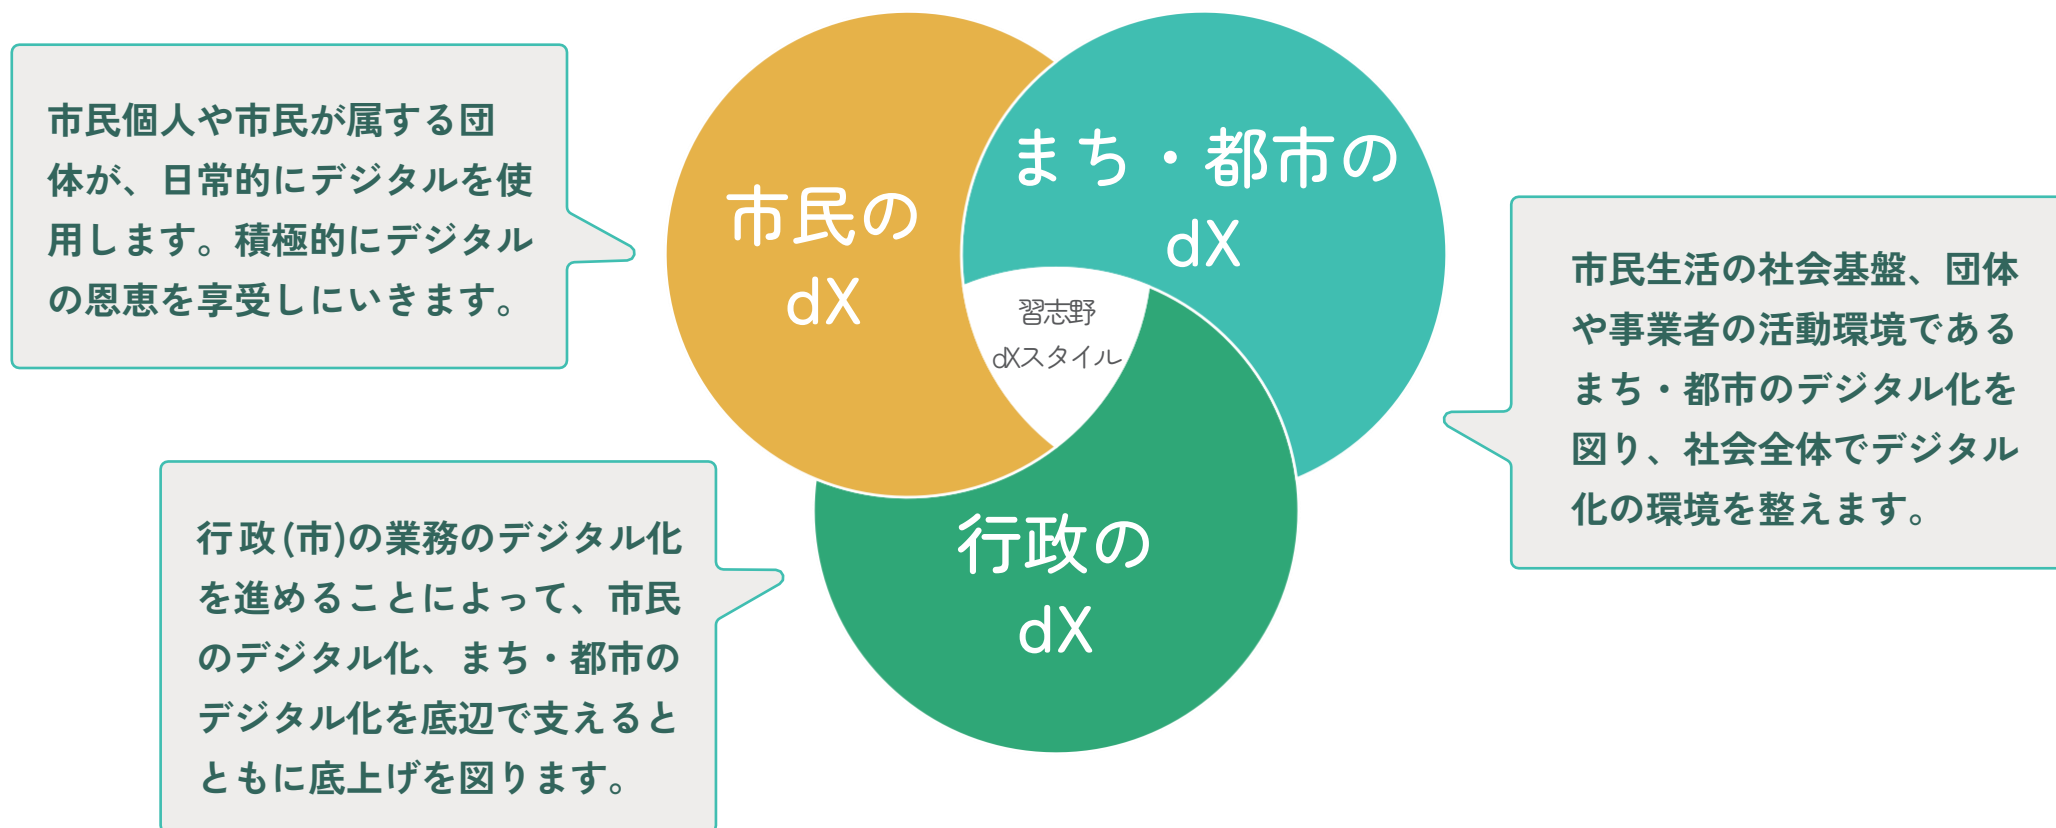 市民個人や市民が属する団
体が、日常的にデジタルを使
用します。積極的にデジタル
の恩恵を享受しにいきます。
市民の
dX
まち・都市の
dX
習志野
dXスタイル
行政の
dX
市民生活の社会基盤、団体
や事業者の活動環境である
まち・都市のデジタル化を
図り、社会全体でデジタル
化の環境を整えます。
行政(市)の業務のデジタル化
を進めることによって、市民
のデジタル化、まち・都市の
デジタル化を底辺で支えると
ともに底上げを図ります。